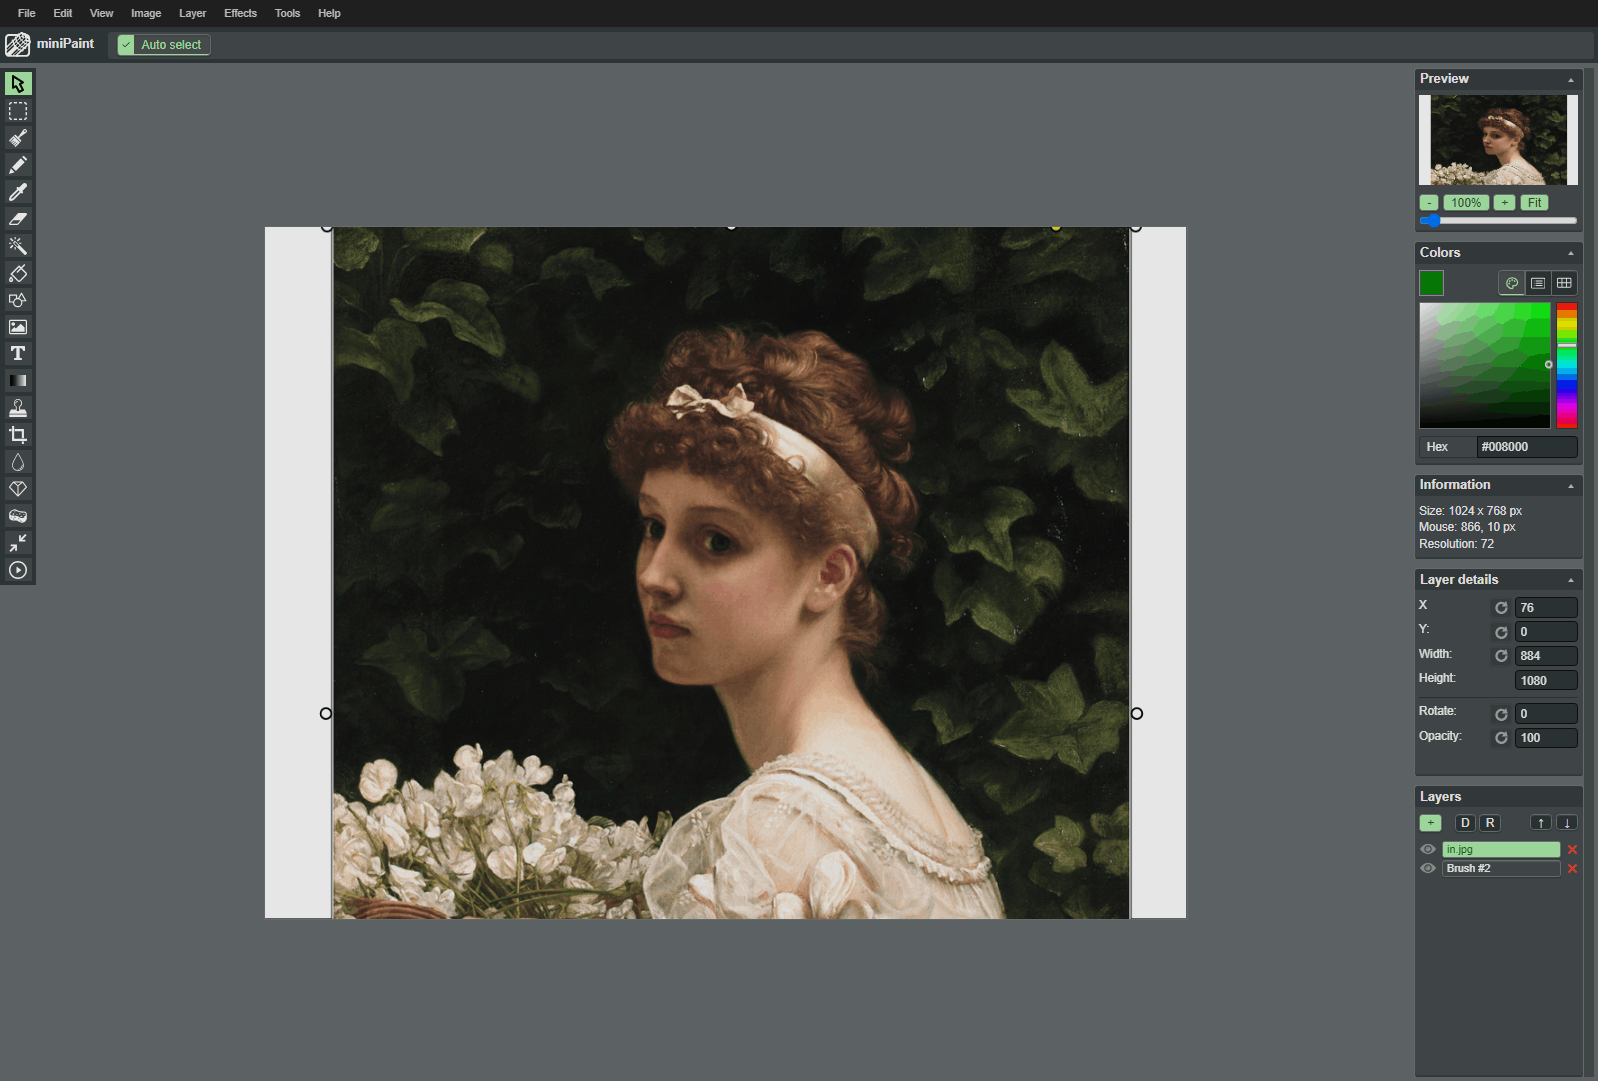 File Edit View Image Layer Effects Tools Help
miniPaint Auto select
Preview
- 100% + Fit
Colors
Hex #008000
Information
Size: 1024 x 768 px
Mouse: 866, 10 px
Resolution: 72
Layer details
X 76
Y: 0
Width: 884
Height: 1080
Rotate: 0
Opacity: 100
Layers
+ D R ↑ ↓
in.jpg
Brush #2